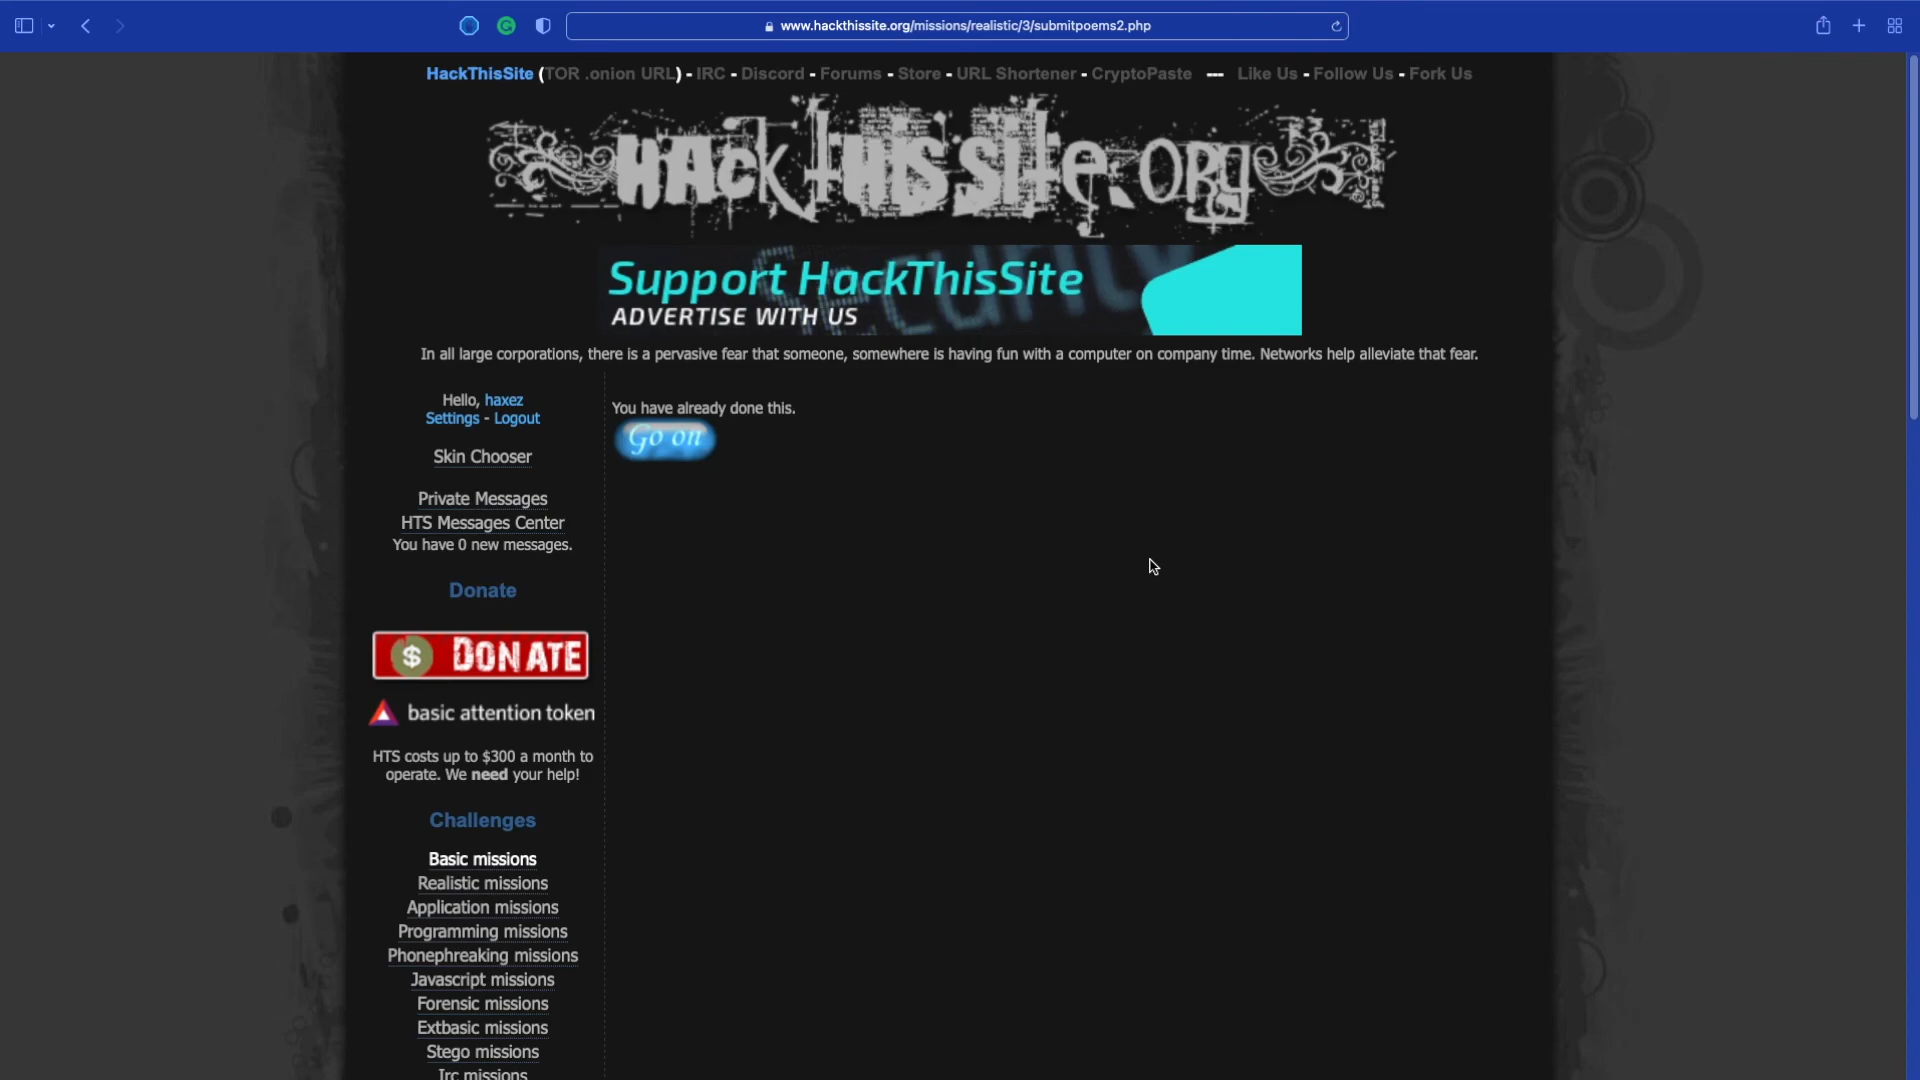 www.hackthissite.org/missions/realistic/3/submitpoems2.php
HackThisSite (TOR .onion URL) - IRC - Discord - Forums - Store - URL Shortener - CryptoPaste --- Like Us - Follow Us - Fork Us
HACK THIS SITE.ORG
Support HackThisSite
ADVERTISE WITH US
In all large corporations, there is a pervasive fear that someone, somewhere is having fun with a computer on company time. Networks help alleviate that fear.
Hello, haxez
Settings - Logout
Skin Chooser
Private Messages
HTS Messages Center
You have 0 new messages.
Donate
$ DONATE
basic attention token
HTS costs up to $300 a month to
operate. We need your help!
Challenges
Basic missions
Realistic missions
Application missions
Programming missions
Phonephreaking missions
Javascript missions
Forensic missions
Extbasic missions
Stego missions
Irc missions
You have already done this.
Go on